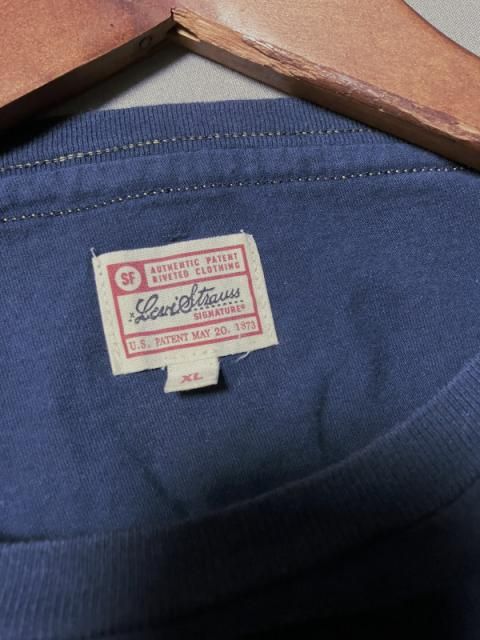 SF
AUTHENTIC PATENT
RIVETED CLOTHING
x Levi Strauss
SIGNATURE®
U.S. PATENT MAY 20. 1873
XL